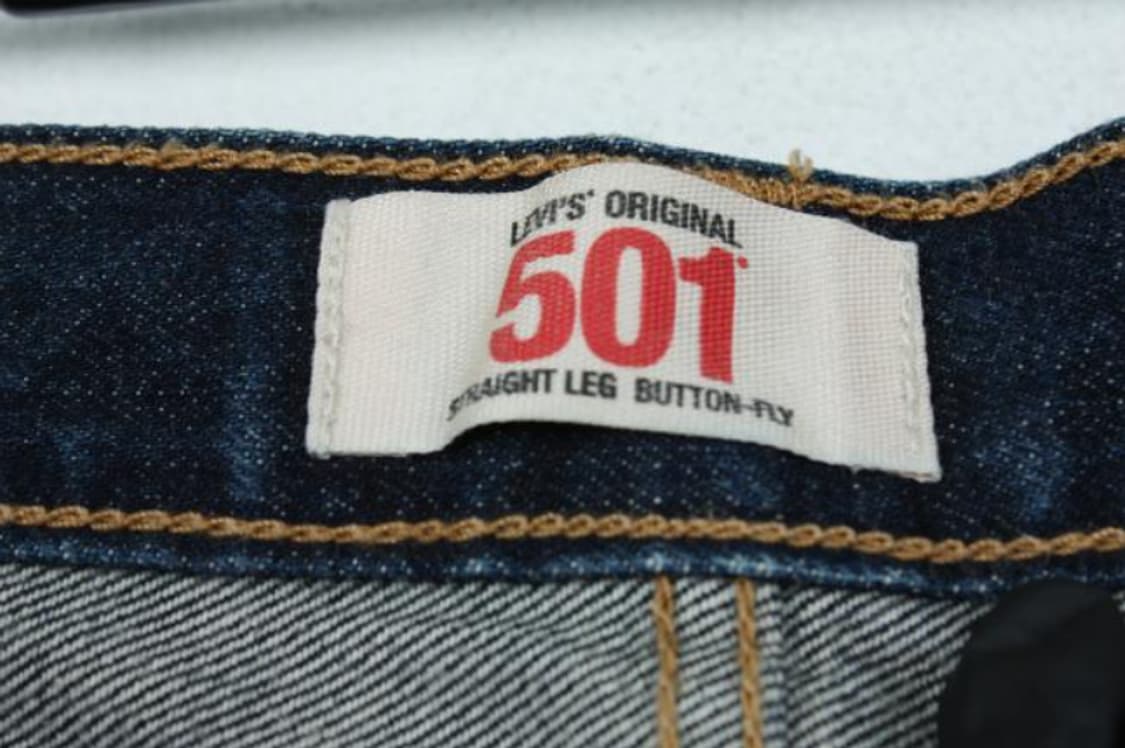 LEVI'S® ORIGINAL
501®
STRAIGHT LEG BUTTON-FLY